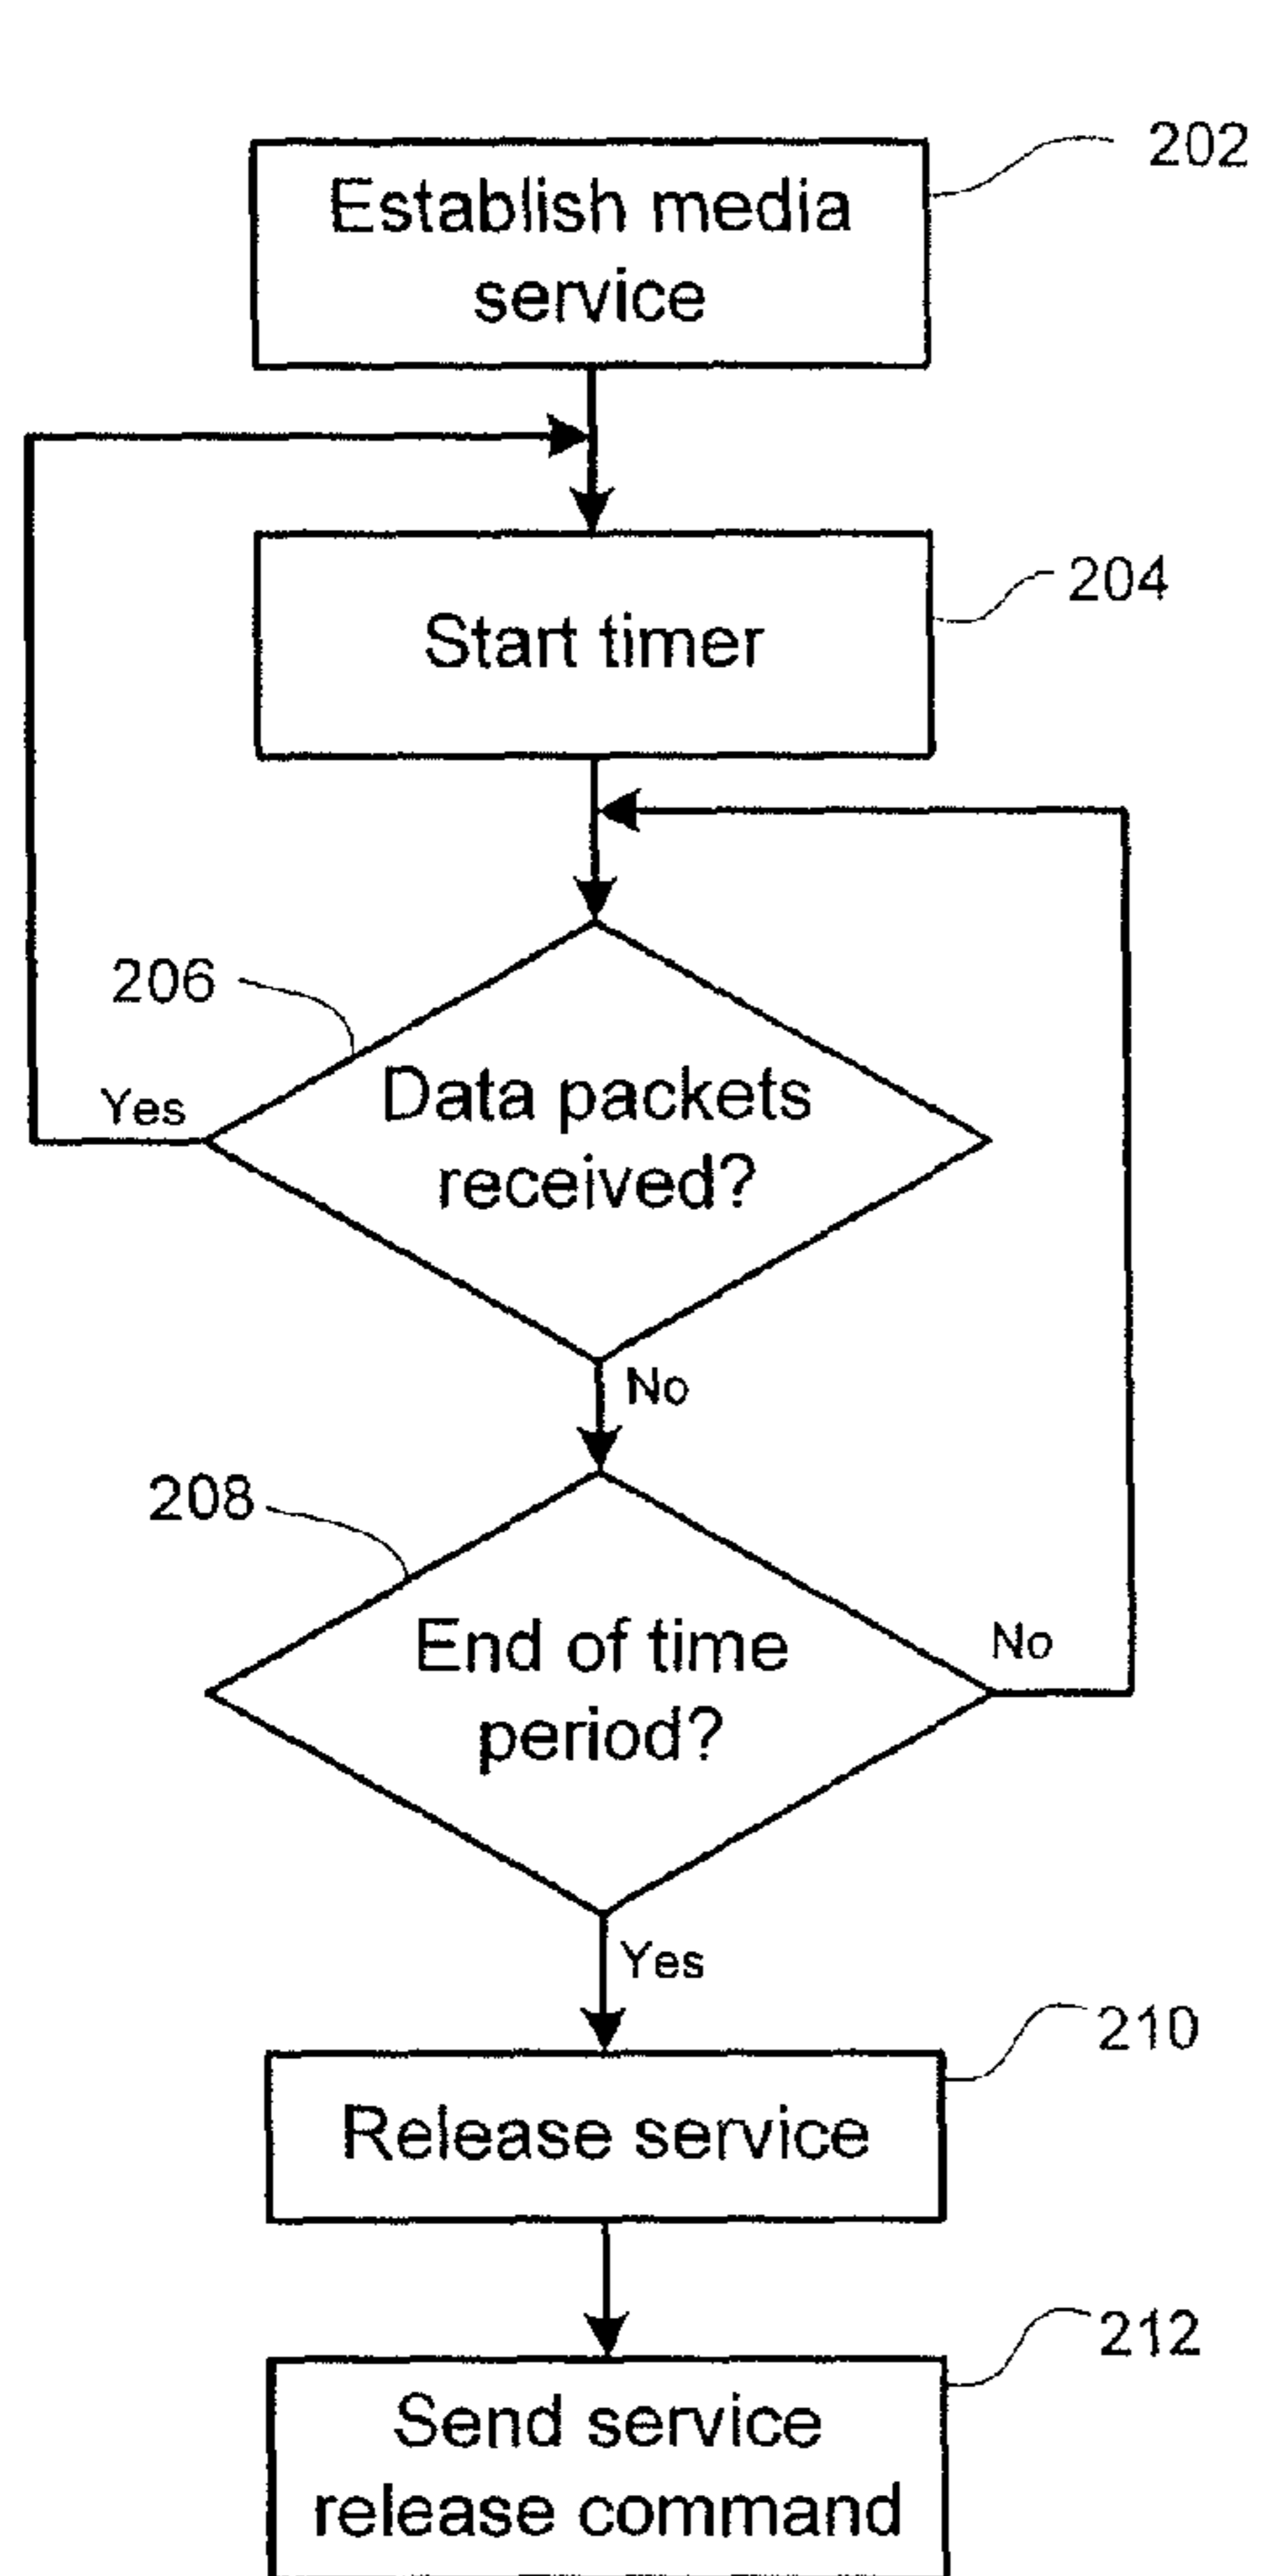 202
Establish media
service
204
Start timer
206
Yes
Data packets
received?
No
208
End of time
period?
No
Yes
210
Release service
212
Send service
release command